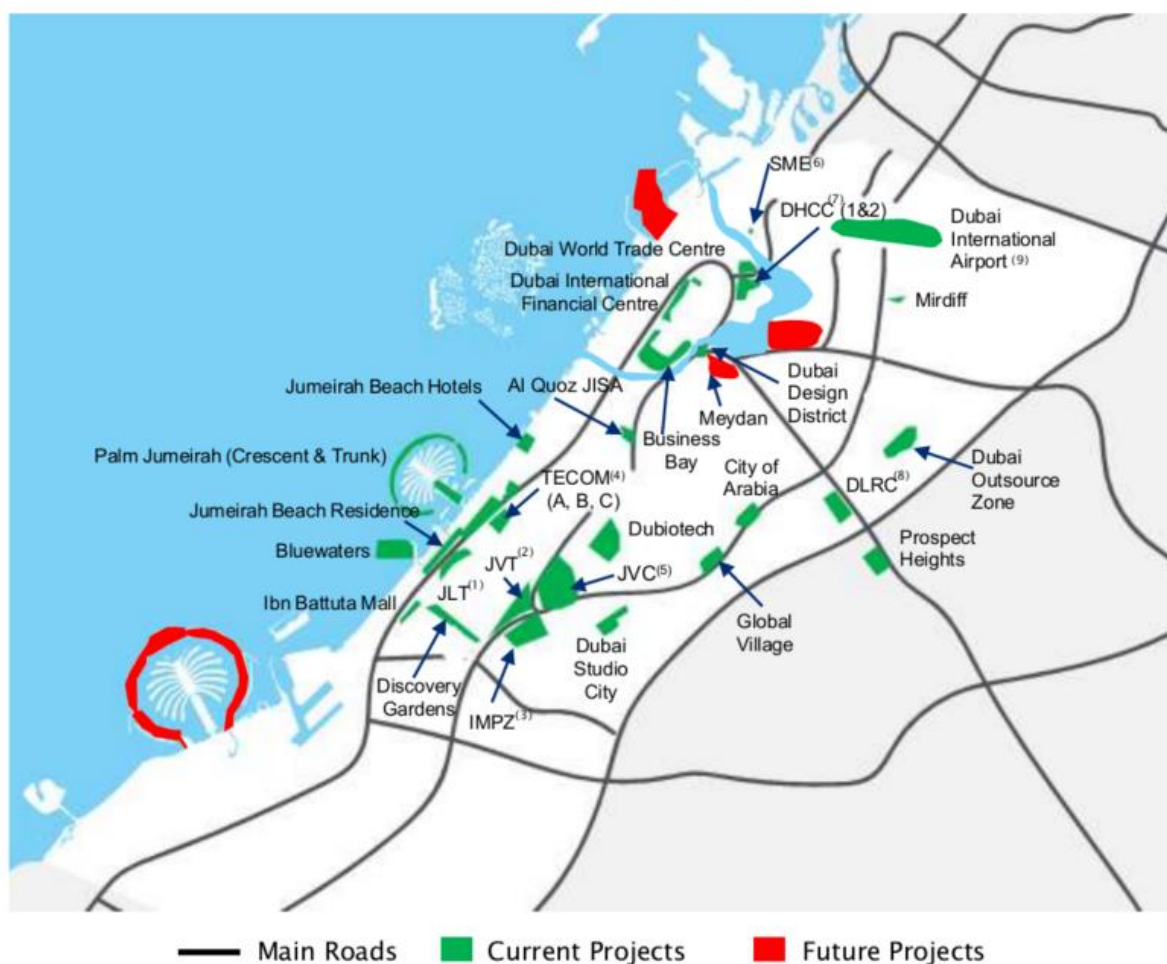 SME(6)
DHCC(7) (1&2)
Dubai
International
Airport (9)
Dubai World Trade Centre
Dubai International
Financial Centre
Mirdiff
Jumeirah Beach Hotels
Al Quoz JISA
Dubai
Design
District
Meydan
Business
Bay
Palm Jumeirah (Crescent & Trunk)
TECOM(4)
(A, B, C)
City of
Arabia
DLRC(8)
Dubai
Outsource
Zone
Jumeirah Beach Residence
Dubiotech
Prospect
Heights
Bluewaters
JVT(2)
JVC(5)
JLT(1)
Ibn Battuta Mall
Global
Village
Dubai
Studio
City
Discovery
Gardens
IMPZ(3)
Main Roads
Current Projects
Future Projects